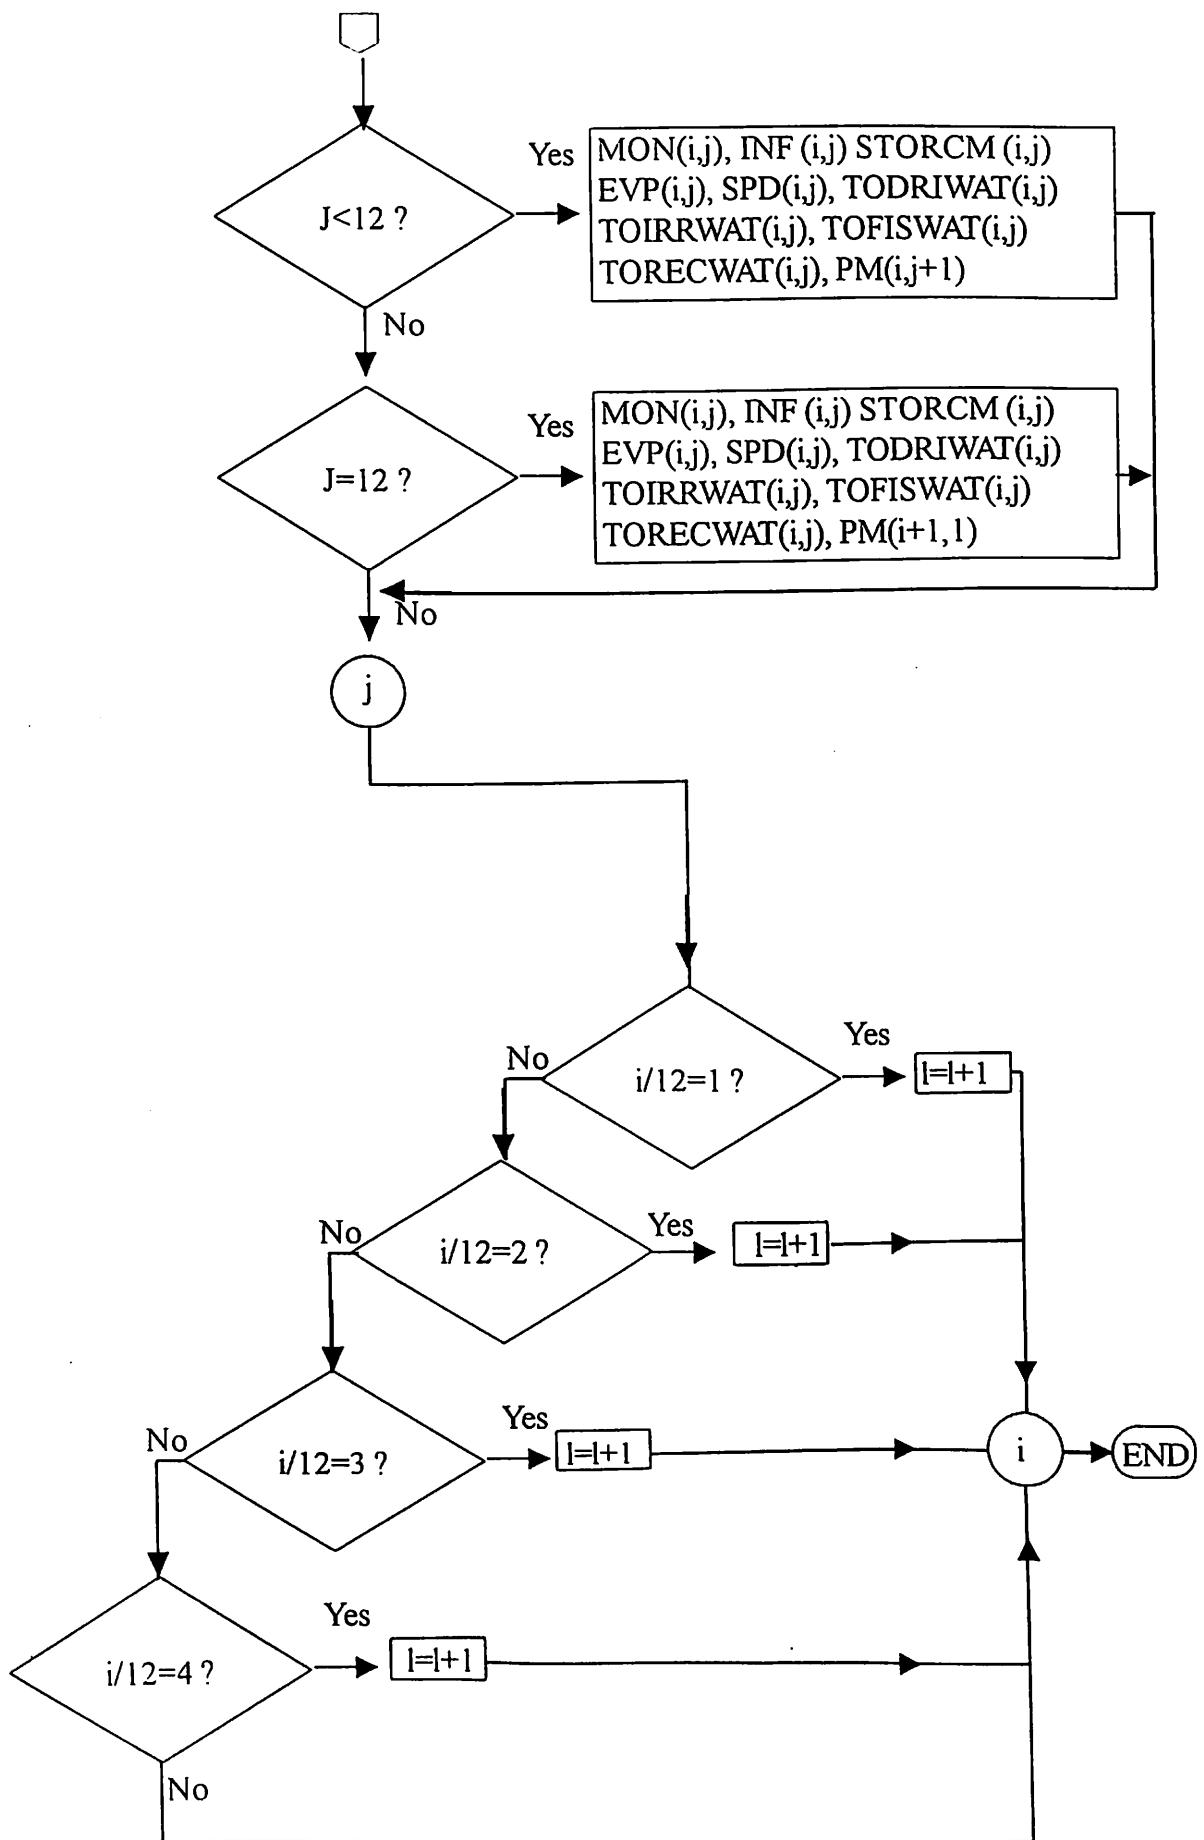 J<12 ?
Yes
MON(i,j), INF (i,j) STORCM (i,j)
EVP(i,j), SPD(i,j), TODRIWAT(i,j)
TOIRRWAT(i,j), TOFISWAT(i,j)
TORECWAT(i,j), PM(i,j+1)
No
J=12 ?
Yes
MON(i,j), INF (i,j) STORCM (i,j)
EVP(i,j), SPD(i,j), TODRIWAT(i,j)
TOIRRWAT(i,j), TOFISWAT(i,j)
TORECWAT(i,j), PM(i+1,1)
No
j
i/12=1 ?
Yes
l=l+1
No
i/12=2 ?
Yes
l=l+1
No
i/12=3 ?
Yes
l=l+1
i
END
No
i/12=4 ?
Yes
l=l+1
No